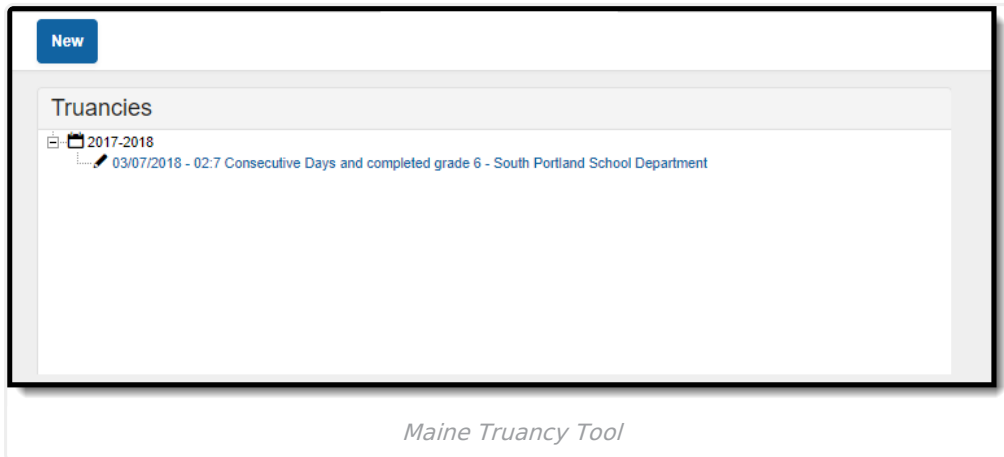 New
Truancies
2017-2018
03/07/2018 - 02:7 Consecutive Days and completed grade 6 - South Portland School Department
Maine Truancy Tool